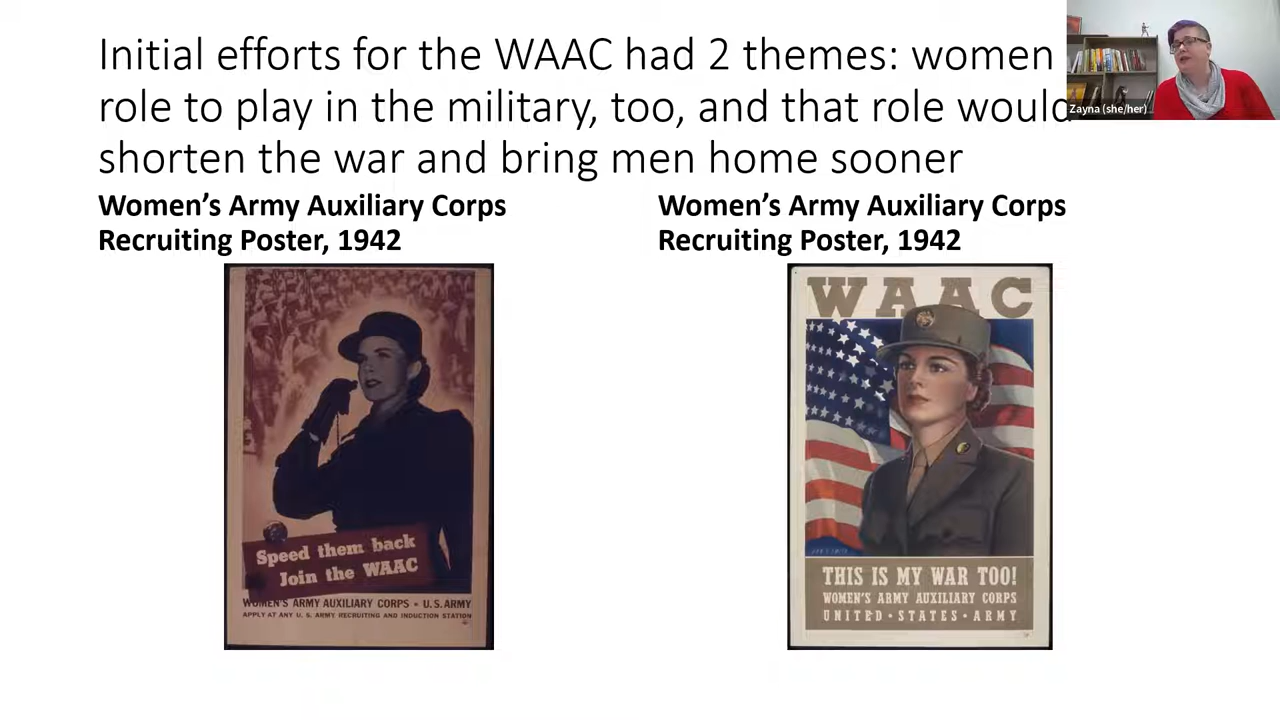 Initial efforts for the WAAC had 2 themes: women
role to play in the military, too, and that role would
shorten the war and bring men home sooner
Zayna (she/her)
Women’s Army Auxiliary Corps
Recruiting Poster, 1942
Women’s Army Auxiliary Corps
Recruiting Poster, 1942
Speed them back
Join the WAAC
WOMEN'S ARMY AUXILIARY CORPS • U.S. ARMY
APPLY AT ANY U. S. ARMY RECRUITING AND INDUCTION STATION
WAAC
THIS IS MY WAR TOO!
WOMEN'S ARMY AUXILIARY CORPS
UNITED • STATES • ARMY